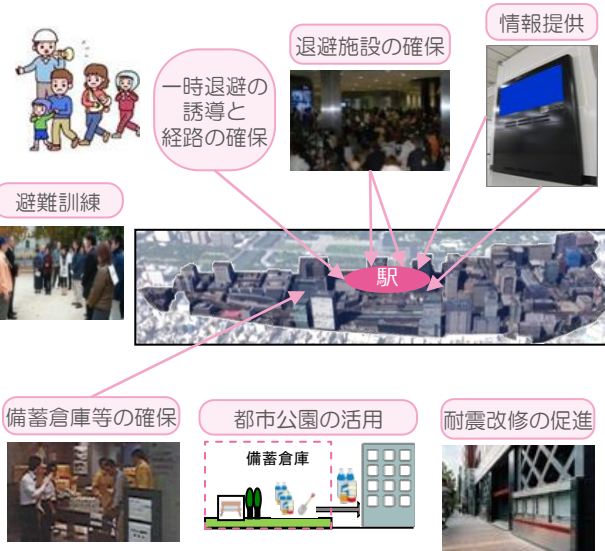 情報提供
退避施設の確保
一時退避の
誘導と
経路の確保
避難訓練
駅
備蓄倉庫等の確保
都市公園の活用
耐震改修の促進
備蓄倉庫